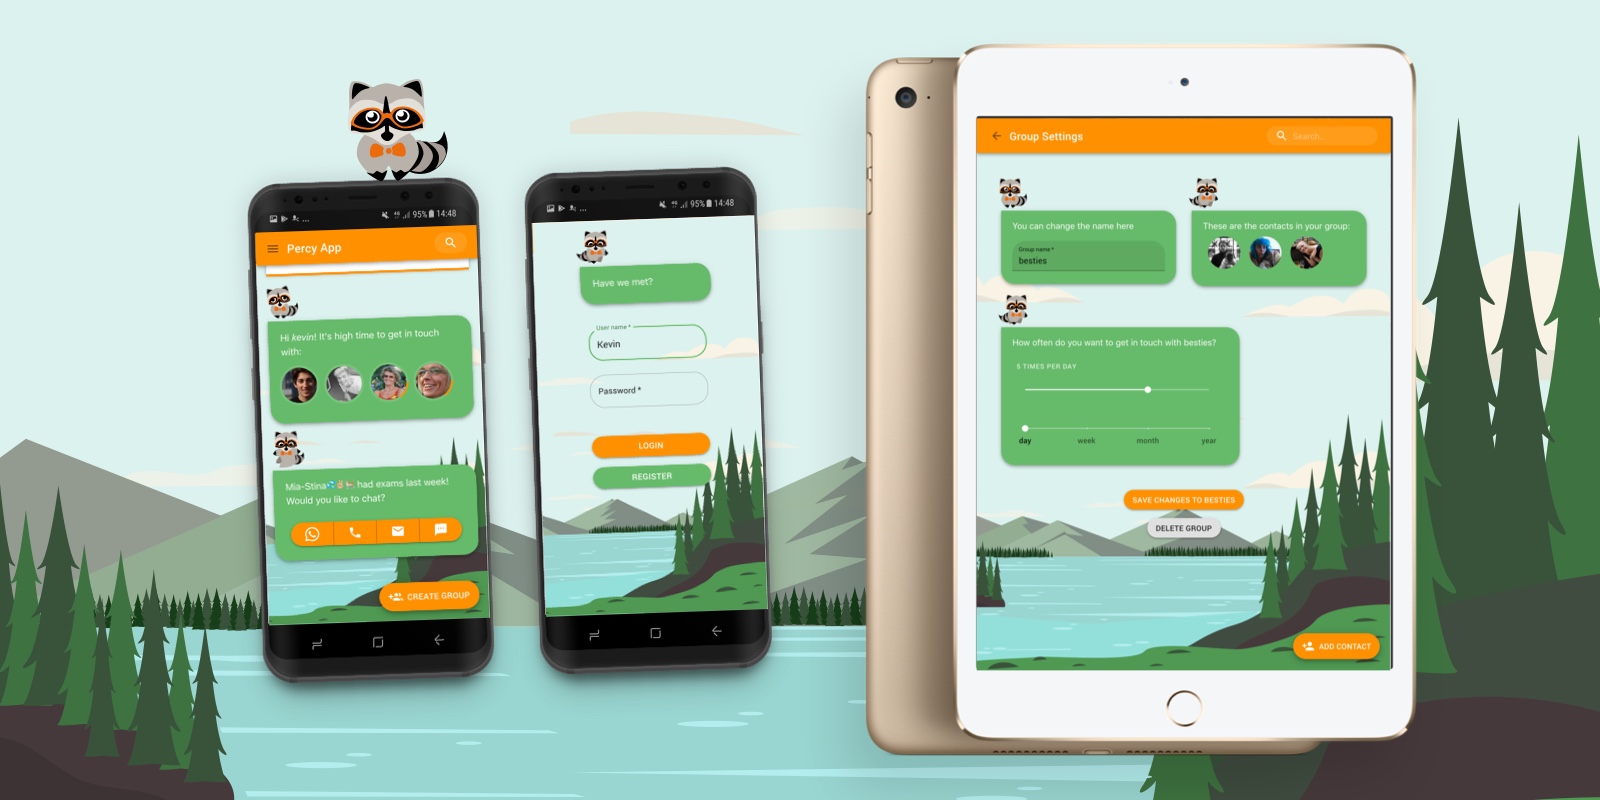 95% 14:48
Percy App
Hi kevin! It's high time to get in touch
with:
Mia-Stina had exams last week!
Would you like to chat?
CREATE GROUP
95% 14:48
Have we met?
User name *
Kevin
Password *
LOGIN
REGISTER
Group Settings
Search...
You can change the name here
Group name *
besties
These are the contacts in your group:
How often do you want to get in touch with besties?
5 TIMES PER DAY
day week month year
SAVE CHANGES TO BESTIES
DELETE GROUP
ADD CONTACT